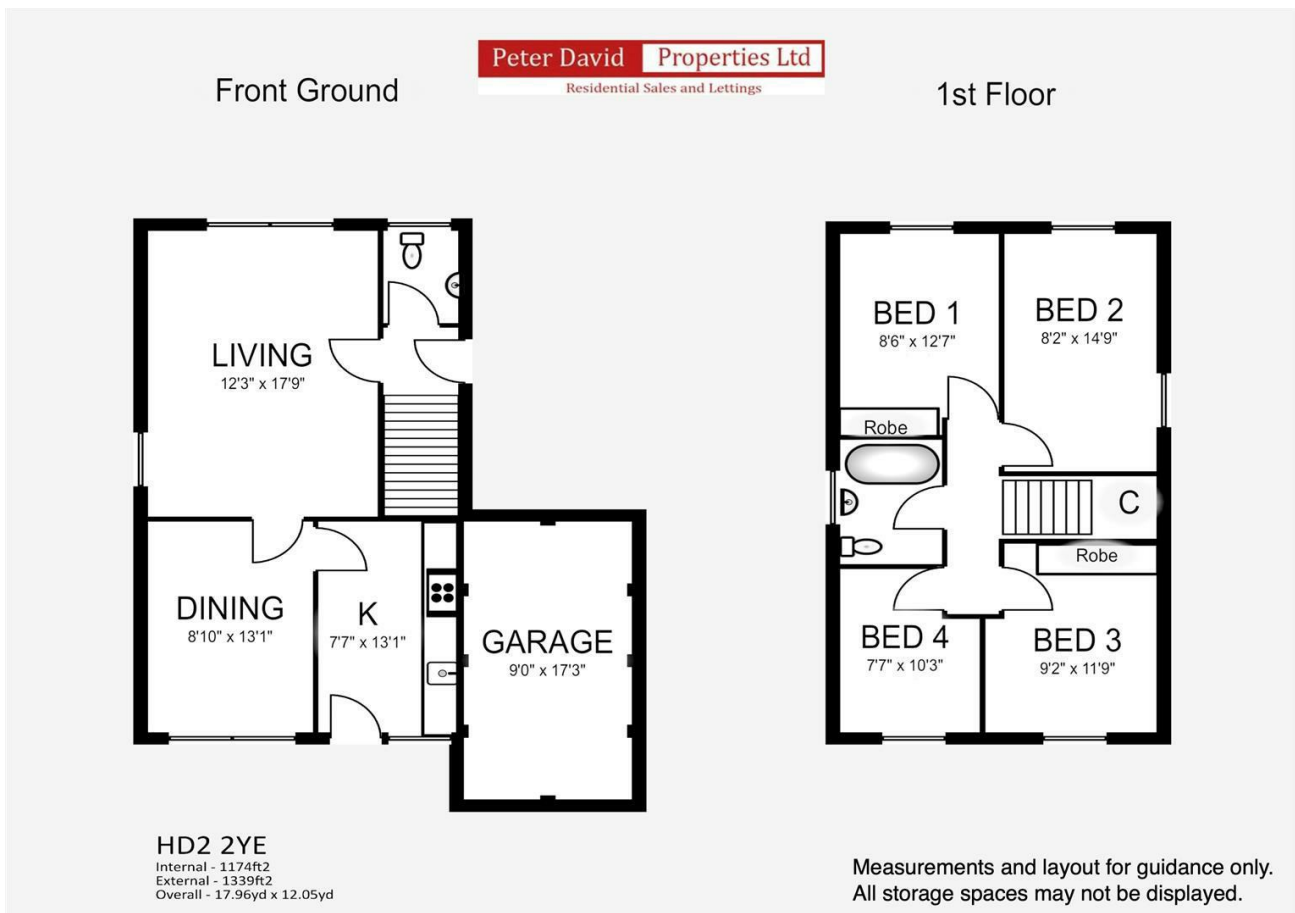 Peter David Properties Ltd
Residential Sales and Lettings
Front Ground
1st Floor
LIVING
12'3" x 17'9"
DINING
8'10" x 13'1"
K
7'7" x 13'1"
GARAGE
9'0" x 17'3"
BED 1
8'6" x 12'7"
BED 2
8'2" x 14'9"
Robe
C
Robe
BED 4
7'7" x 10'3"
BED 3
9'2" x 11'9"
HD2 2YE
Internal - 1174ft2
External - 1339ft2
Overall - 17.96yd x 12.05yd
Measurements and layout for guidance only.
All storage spaces may not be displayed.